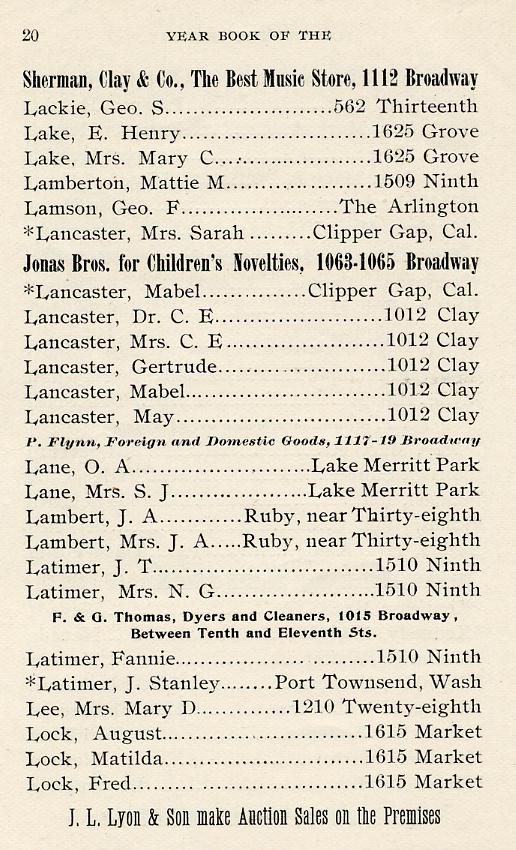 20 YEAR BOOK OF THE
Sherman, Clay & Co., The Best Music Store, 1112 Broadway
Lackie, Geo. S........................562 Thirteenth
Lake, E. Henry...........................1625 Grove
Lake, Mrs. Mary C.......................1625 Grove
Lamberton, Mattie M.....................1509 Ninth
Lamson, Geo. F.......................The Arlington
*Lancaster, Mrs. Sarah .........Clipper Gap, Cal.
Jonas Bros. for Children's Novelties, 1063-1065 Broadway
*Lancaster, Mabel...............Clipper Gap, Cal.
Lancaster, Dr. C. E........................1012 Clay
Lancaster, Mrs. C. E.......................1012 Clay
Lancaster, Gertrude........................1012 Clay
Lancaster, Mabel............................1012 Clay
Lancaster, May..............................1012 Clay
P. Flynn, Foreign and Domestic Goods, 1117-19 Broadway
Lane, O. A.........................Lake Merritt Park
Lane, Mrs. S. J....................Lake Merritt Park
Lambert, J. A............Ruby, near Thirty-eighth
Lambert, Mrs. J. A.....Ruby, near Thirty-eighth
Latimer, J. T................................1510 Ninth
Latimer, Mrs. N. G.......................1510 Ninth
F. & G. Thomas, Dyers and Cleaners, 1015 Broadway,
Between Tenth and Eleventh Sts.
Latimer, Fannie............................1510 Ninth
*Latimer, J. Stanley........Port Townsend, Wash
Lee, Mrs. Mary D.............1210 Twenty-eighth
Lock, August.............................1615 Market
Lock, Matilda.............................1615 Market
Lock, Fred......... .......................1615 Market
J. L. Lyon & Son make Auction Sales on the Premises